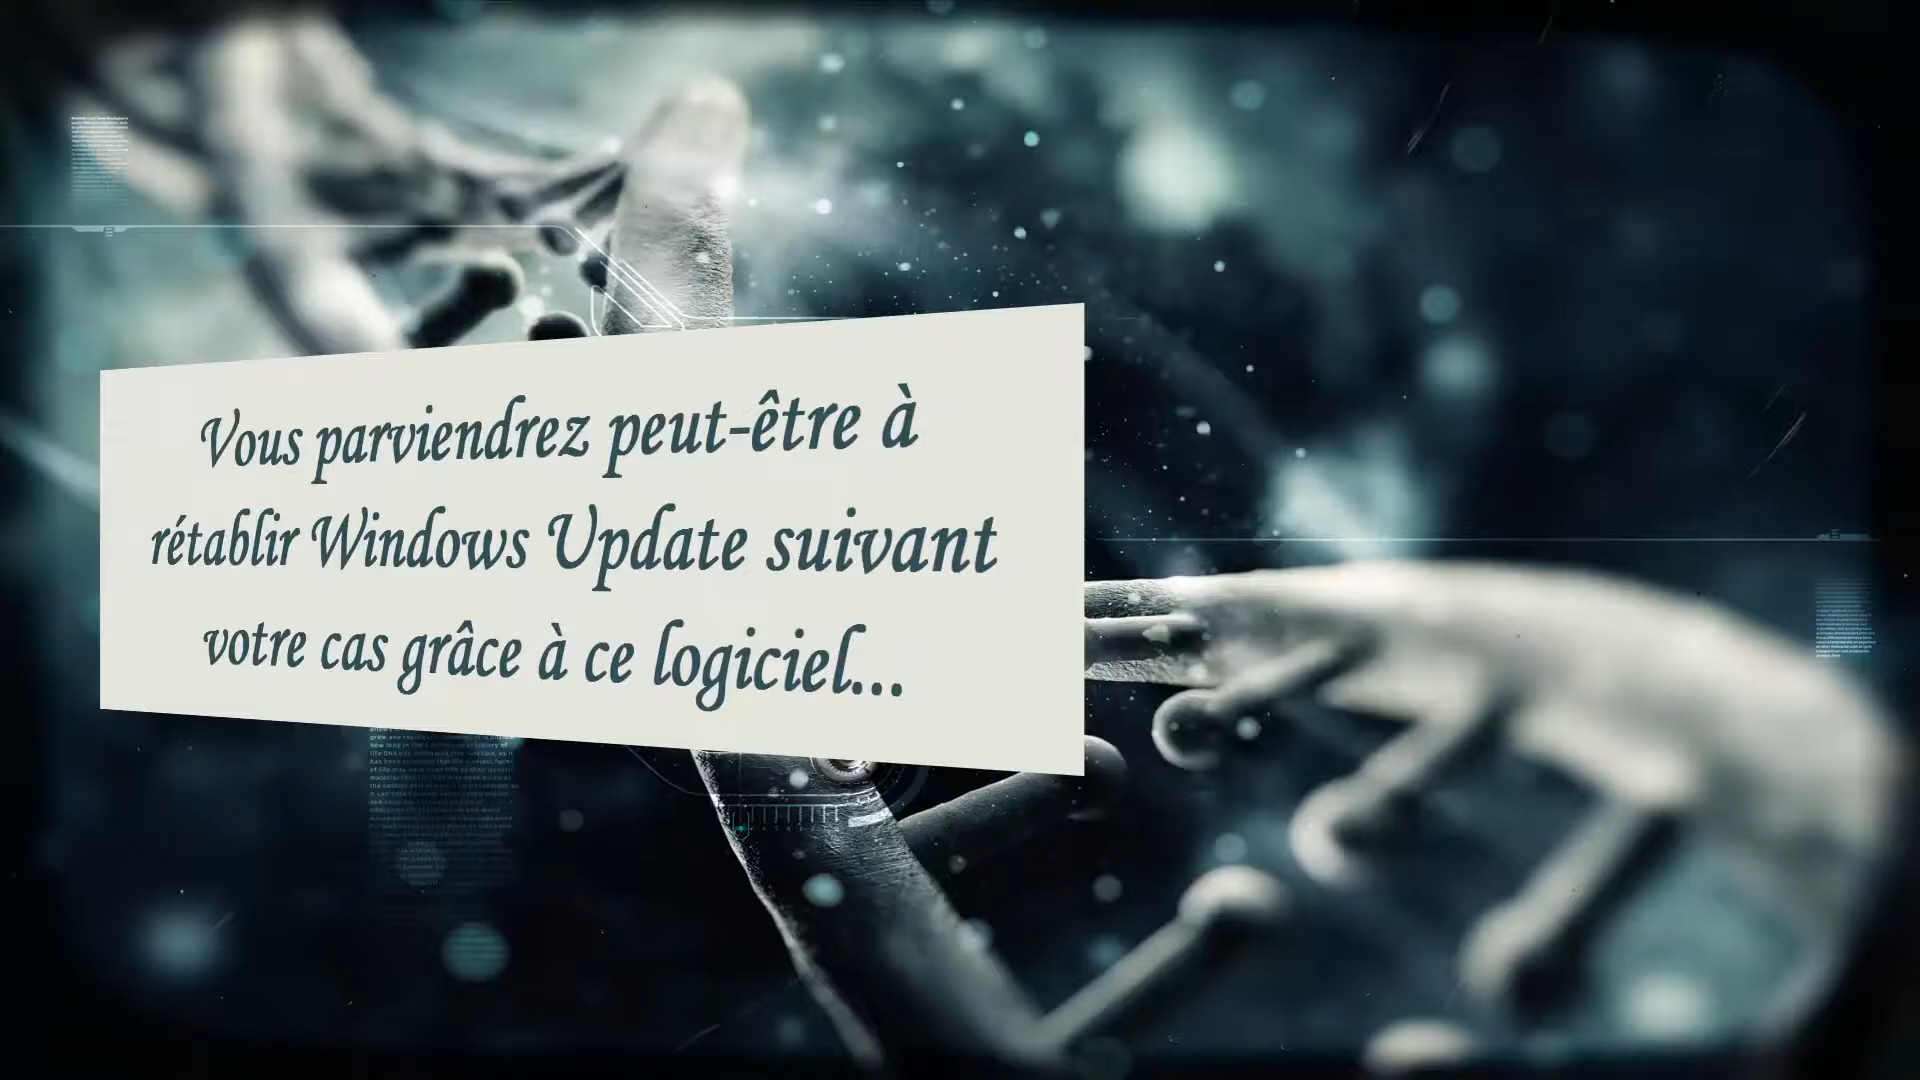 Vous parviendrez peut-être à
rétablir Windows Update suivant
votre cas grâce à ce logiciel...